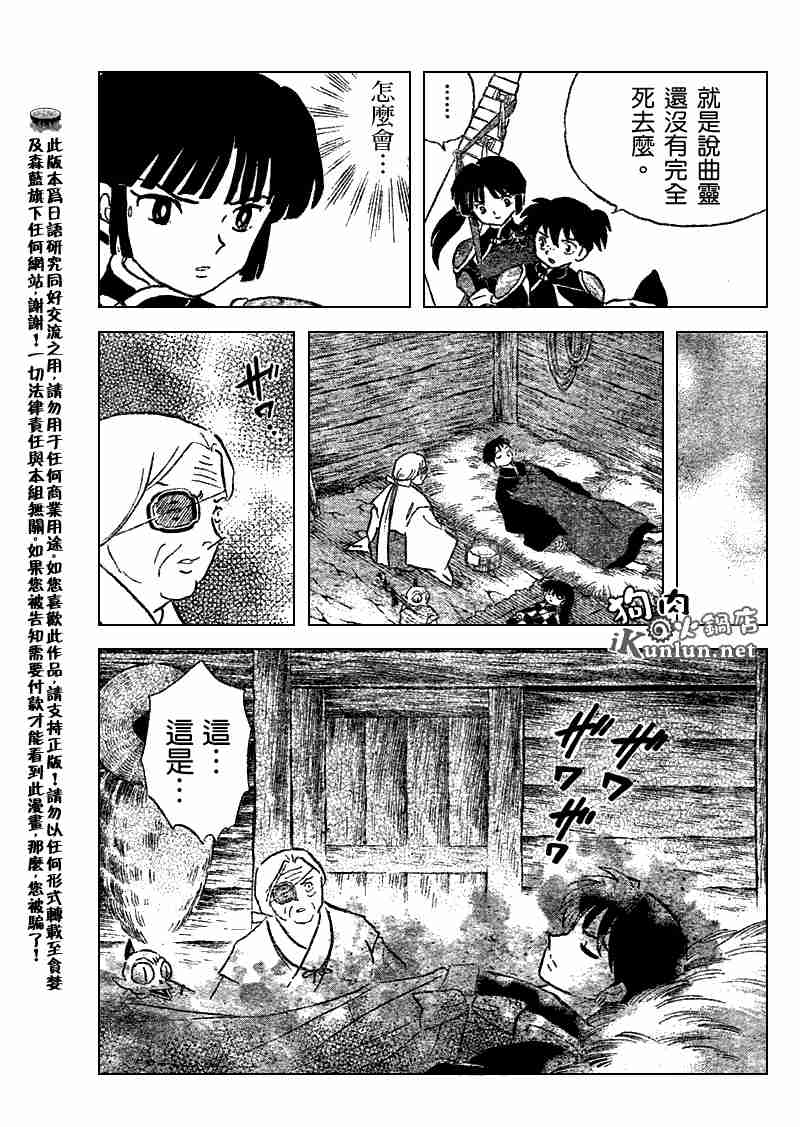 就是說曲靈
還沒有完全
死去麼。
……
怎麼會…
ザワ…
ザワ
ザワ
ザワ
這…
這是…
狗肉
火鍋店
iKunlun.net
此版本爲日語研究同好交流之用，請勿用于任何商業用途。如您喜歡此作品，請支持正版！請勿以任何形式轉載至貪婪
及森藍旗下任何網站，謝謝！一切法律責任與本組無關。如果您被告知需要付款才能看到此漫畫，那麼，您被騙了！